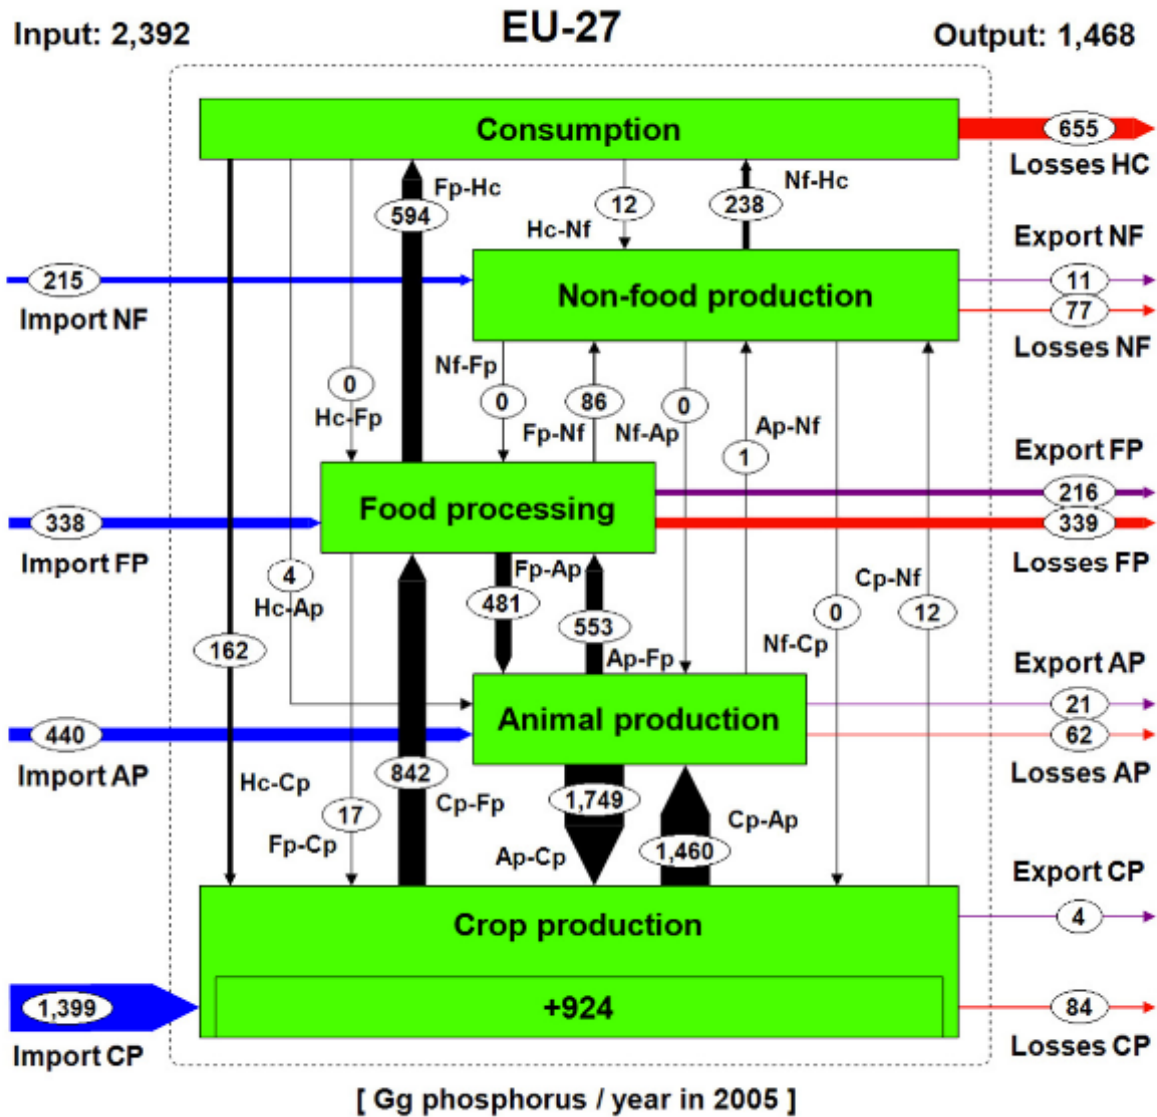 Input: 2,392
EU-27
Output: 1,468
Consumption
655
Losses HC
Fp-Hc
594
12
Hc-Nf
Nf-Hc
238
Export NF
11
215
Import NF
Non-food production
77
Losses NF
0
Hc-Fp
Nf-Fp
0
86
Fp-Nf
0
Nf-Ap
Ap-Nf
1
Export FP
216
338
Import FP
Food processing
339
Losses FP
4
Hc-Ap
Fp-Ap
481
553
Ap-Fp
0
Nf-Cp
Cp-Nf
12
162
Export AP
21
440
Import AP
Animal production
62
Losses AP
Hc-Cp
17
Fp-Cp
842
Cp-Fp
1,749
Ap-Cp
Cp-Ap
1,460
Export CP
4
Crop production
1,399
Import CP
+924
84
Losses CP
[ Gg phosphorus / year in 2005 ]